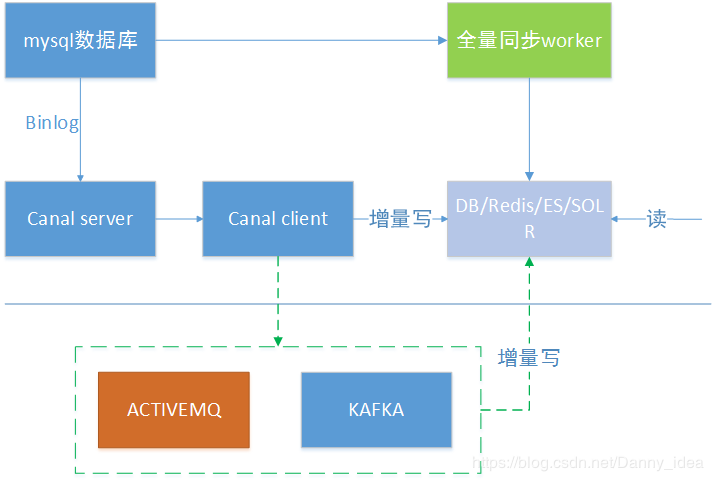 mysql数据库
全量同步worker
Binlog
Canal server
Canal client
增量写
DB/Redis/ES/SOL
R
读
增量写
ACTIVEMQ
KAFKA
https://blog.csdn.net/Danny_idea